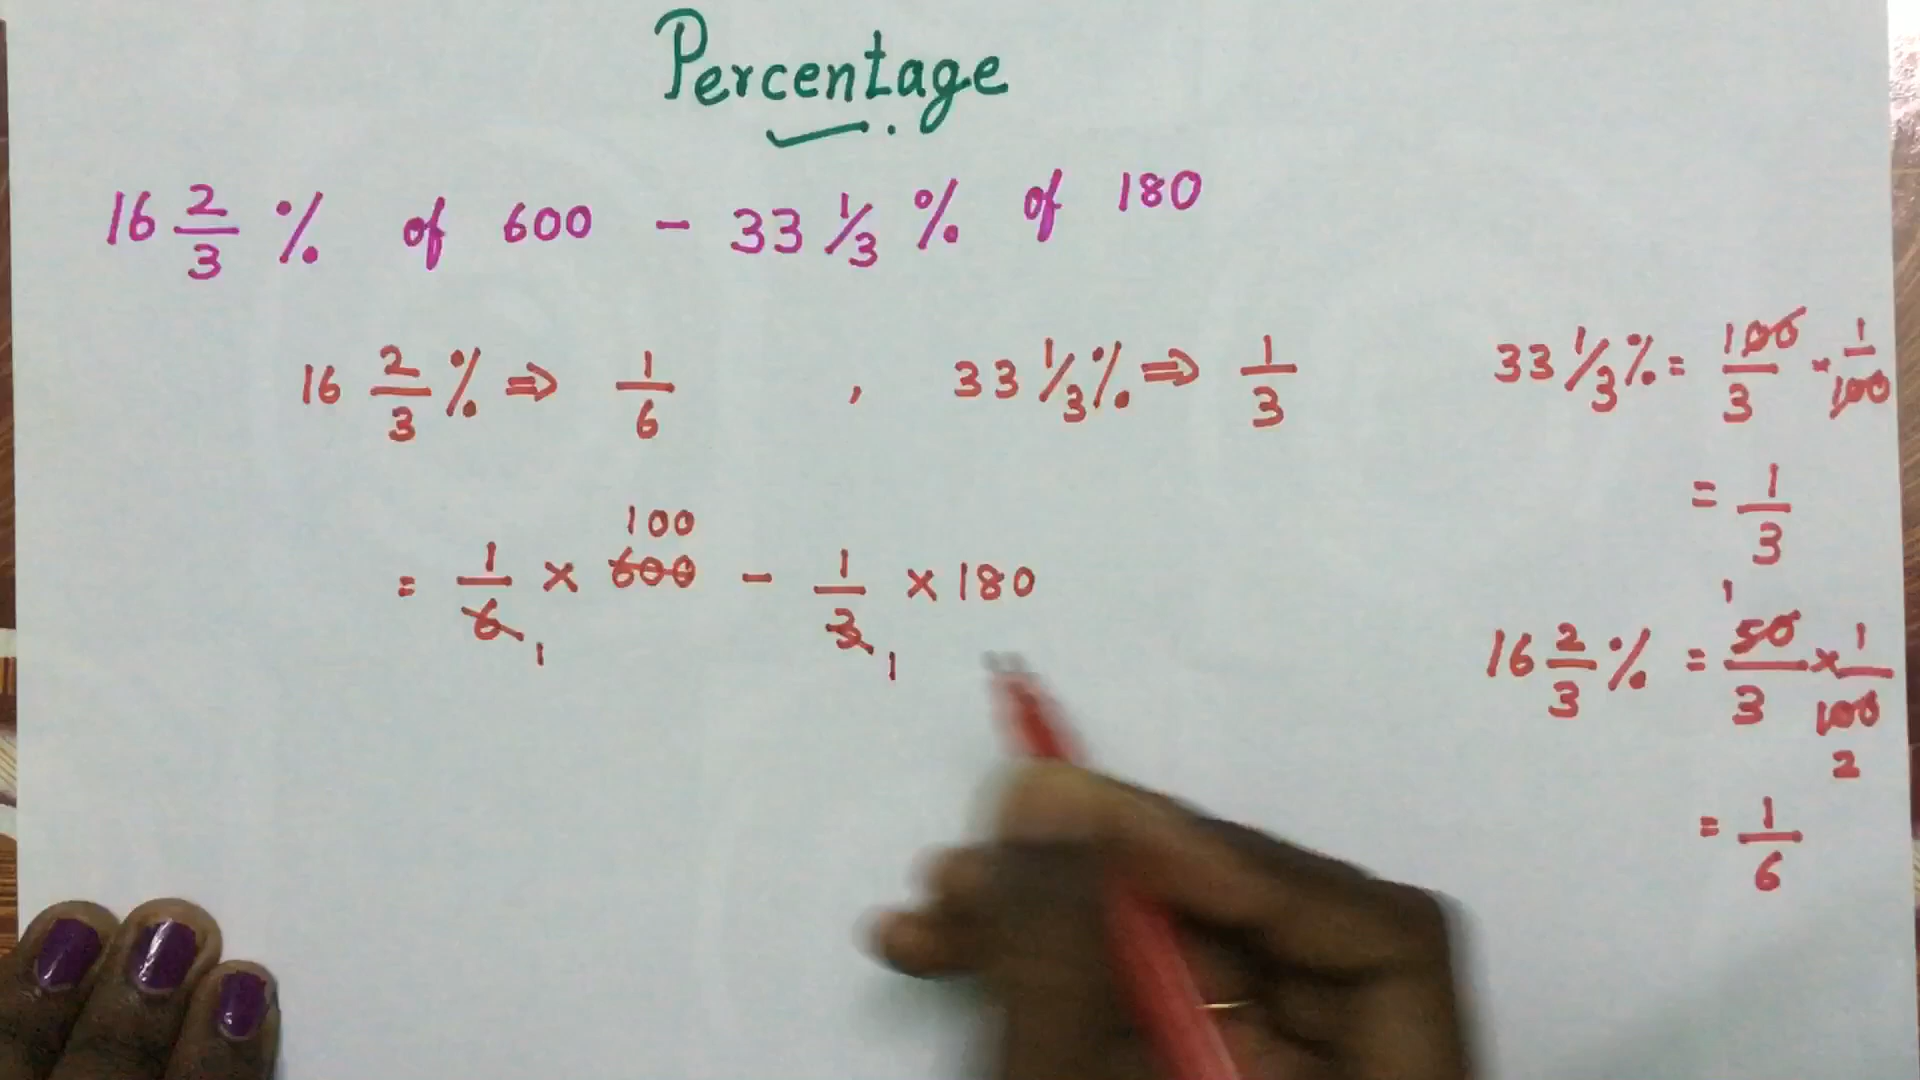 Percentage
16 2/3 % of 600 - 33 1/3 % of 180
16 2/3 % ⇒ 1/6 , 33 1/3 % ⇒ 1/3
33 1/3 % = 100/3 × 1/100
= 1/3
100
= 1/6 × 600 - 1/3 × 180
1 1
1
16 2/3 % = 50/3 × 1/100
2
= 1/6